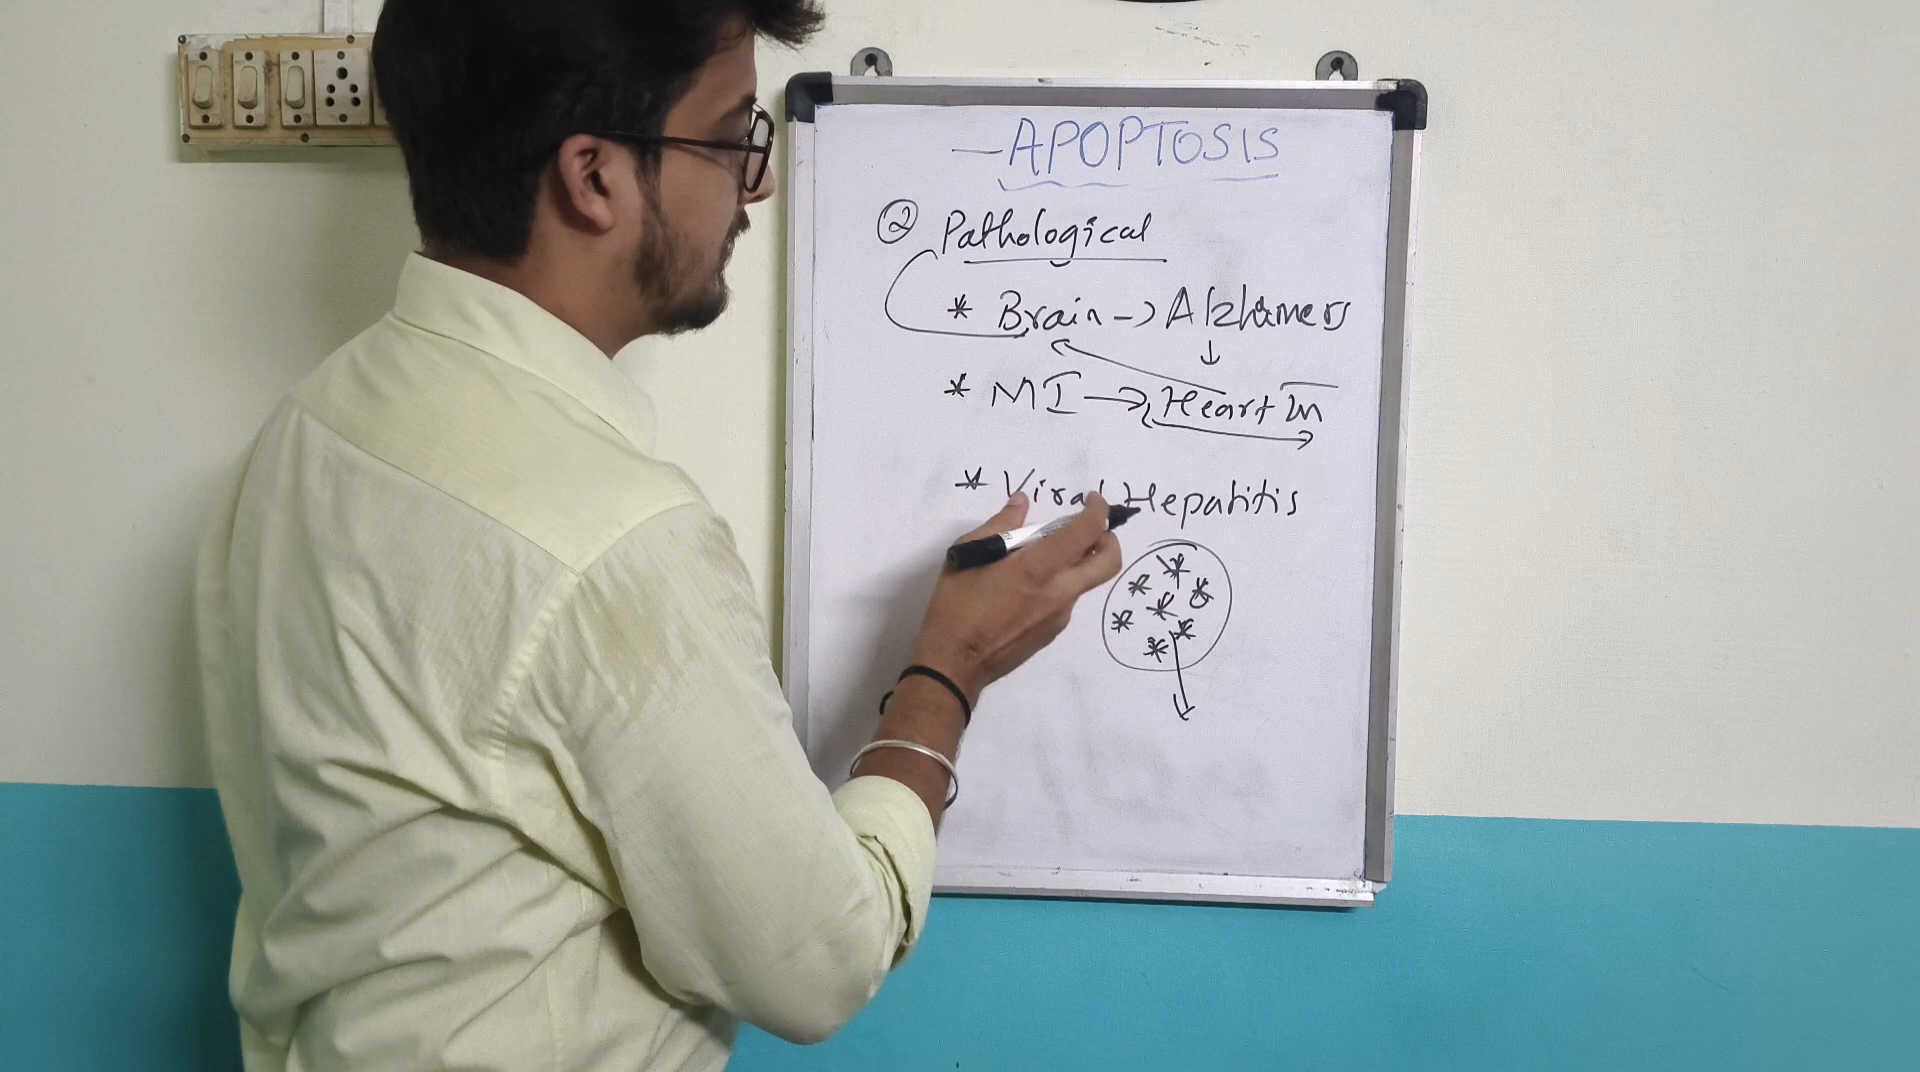 — APOPTOSIS
② Pathological
* Brain -> Alzhamers
↓
* MI → Heart In
* Viral Hepatitis